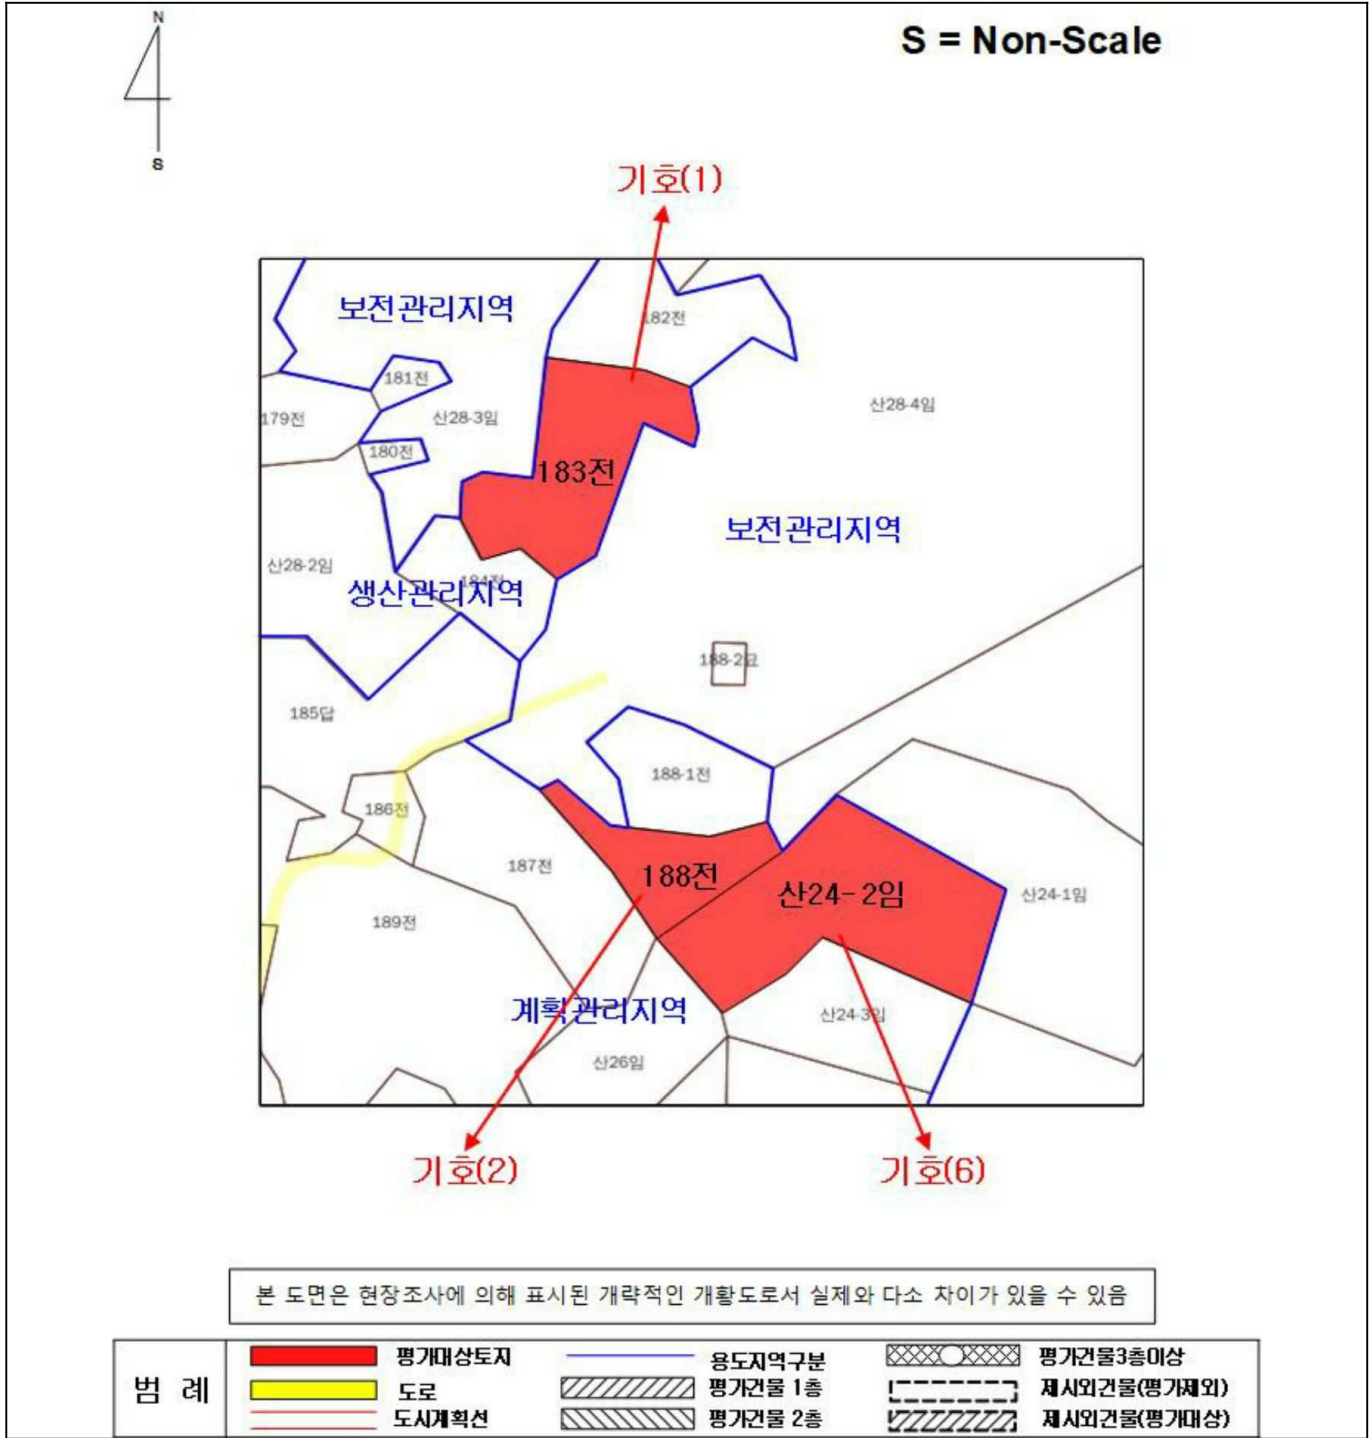 N
S = Non-Scale
S
기호(1)
보전관리지역
182전
181전
179전
산28-3임
산28-4임
180전
183전
보전관리지역
산28-2임
184전
생산관리지역
188-2묘
185답
188-1전
186전
187전
188전
산24-2임
산24-1임
189전
계획관리지역
산24-3임
산26임
기호(2)
기호(6)
본 도면은 현장조사에 의해 표시된 개략적인 개황도로서 실제와 다소 차이가 있을 수 있음
범 례
평가대상토지
용도지역구분
평가건물3층이상
도로
평가건물 1층
제시외건물(평가제외)
도시계획선
평가건물 2층
제시외건물(평가대상)